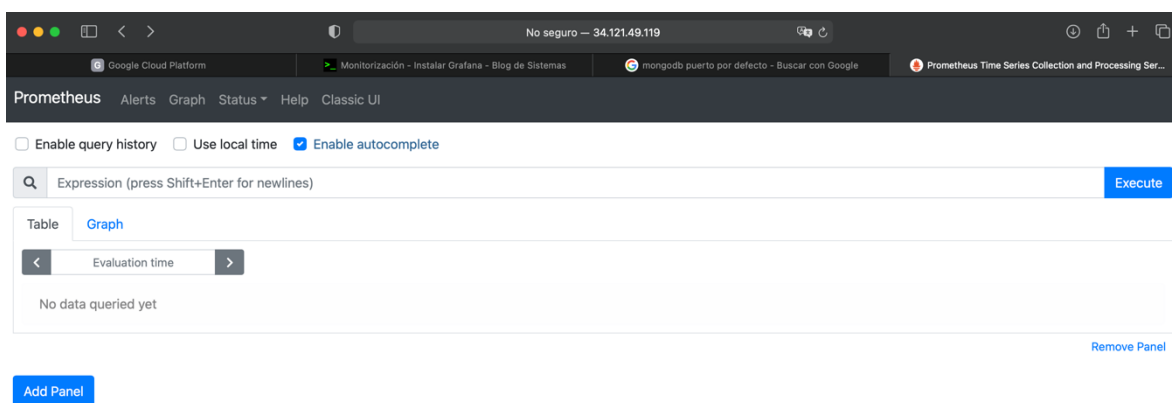 No seguro — 34.121.49.119
G Google Cloud Platform
>_ Monitorización - Instalar Grafana - Blog de Sistemas
G mongodb puerto por defecto - Buscar con Google
Prometheus Time Series Collection and Processing Ser...
Prometheus Alerts Graph Status Help Classic UI
Enable query history Use local time Enable autocomplete
Expression (press Shift+Enter for newlines) Execute
Table Graph
< Evaluation time >
No data queried yet
Remove Panel
Add Panel